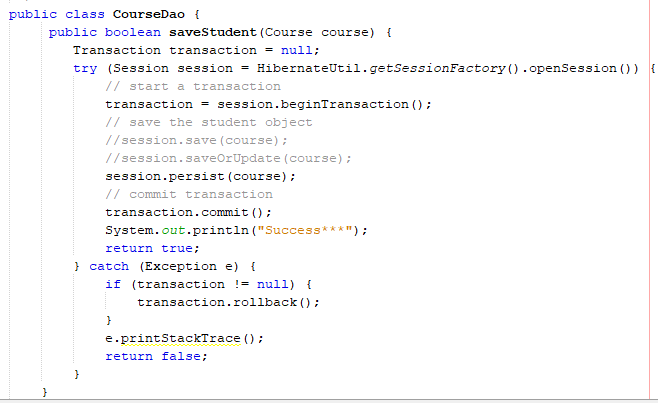 public class CourseDao {
    public boolean saveStudent(Course course) {
        Transaction transaction = null;
        try (Session session = HibernateUtil.getSessionFactory().openSession()) {
            // start a transaction
            transaction = session.beginTransaction();
            // save the student object
            //session.save(course);
            //session.saveOrUpdate(course);
            session.persist(course);
            // commit transaction
            transaction.commit();
            System.out.println("Success***");
            return true;
        } catch (Exception e) {
            if (transaction != null) {
                transaction.rollback();
            }
            e.printStackTrace();
            return false;
        }
    }